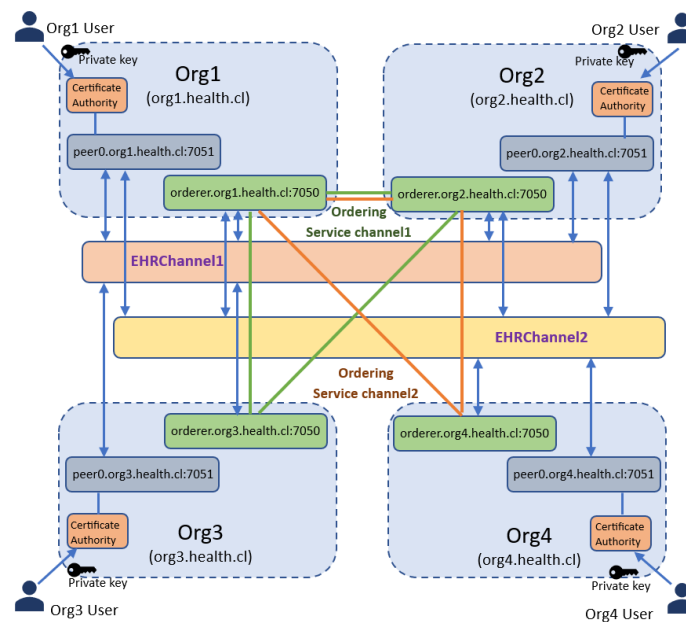 Org1 User
Org2 User
Private key
Private key
Org1
(org1.health.cl)
Org2
(org2.health.cl)
Certificate
Authority
Certificate
Authority
peer0.org1.health.cl:7051
peer0.org2.health.cl:7051
orderer.org1.health.cl:7050
orderer.org2.health.cl:7050
Ordering
Service channel1
EHRChannel1
EHRChannel2
Ordering
Service channel2
orderer.org3.health.cl:7050
orderer.org4.health.cl:7050
peer0.org3.health.cl:7051
peer0.org4.health.cl:7051
Certificate
Authority
Org3
(org3.health.cl)
Org4
(org4.health.cl)
Certificate
Authority
Private key
Private key
Org3 User
Org4 User